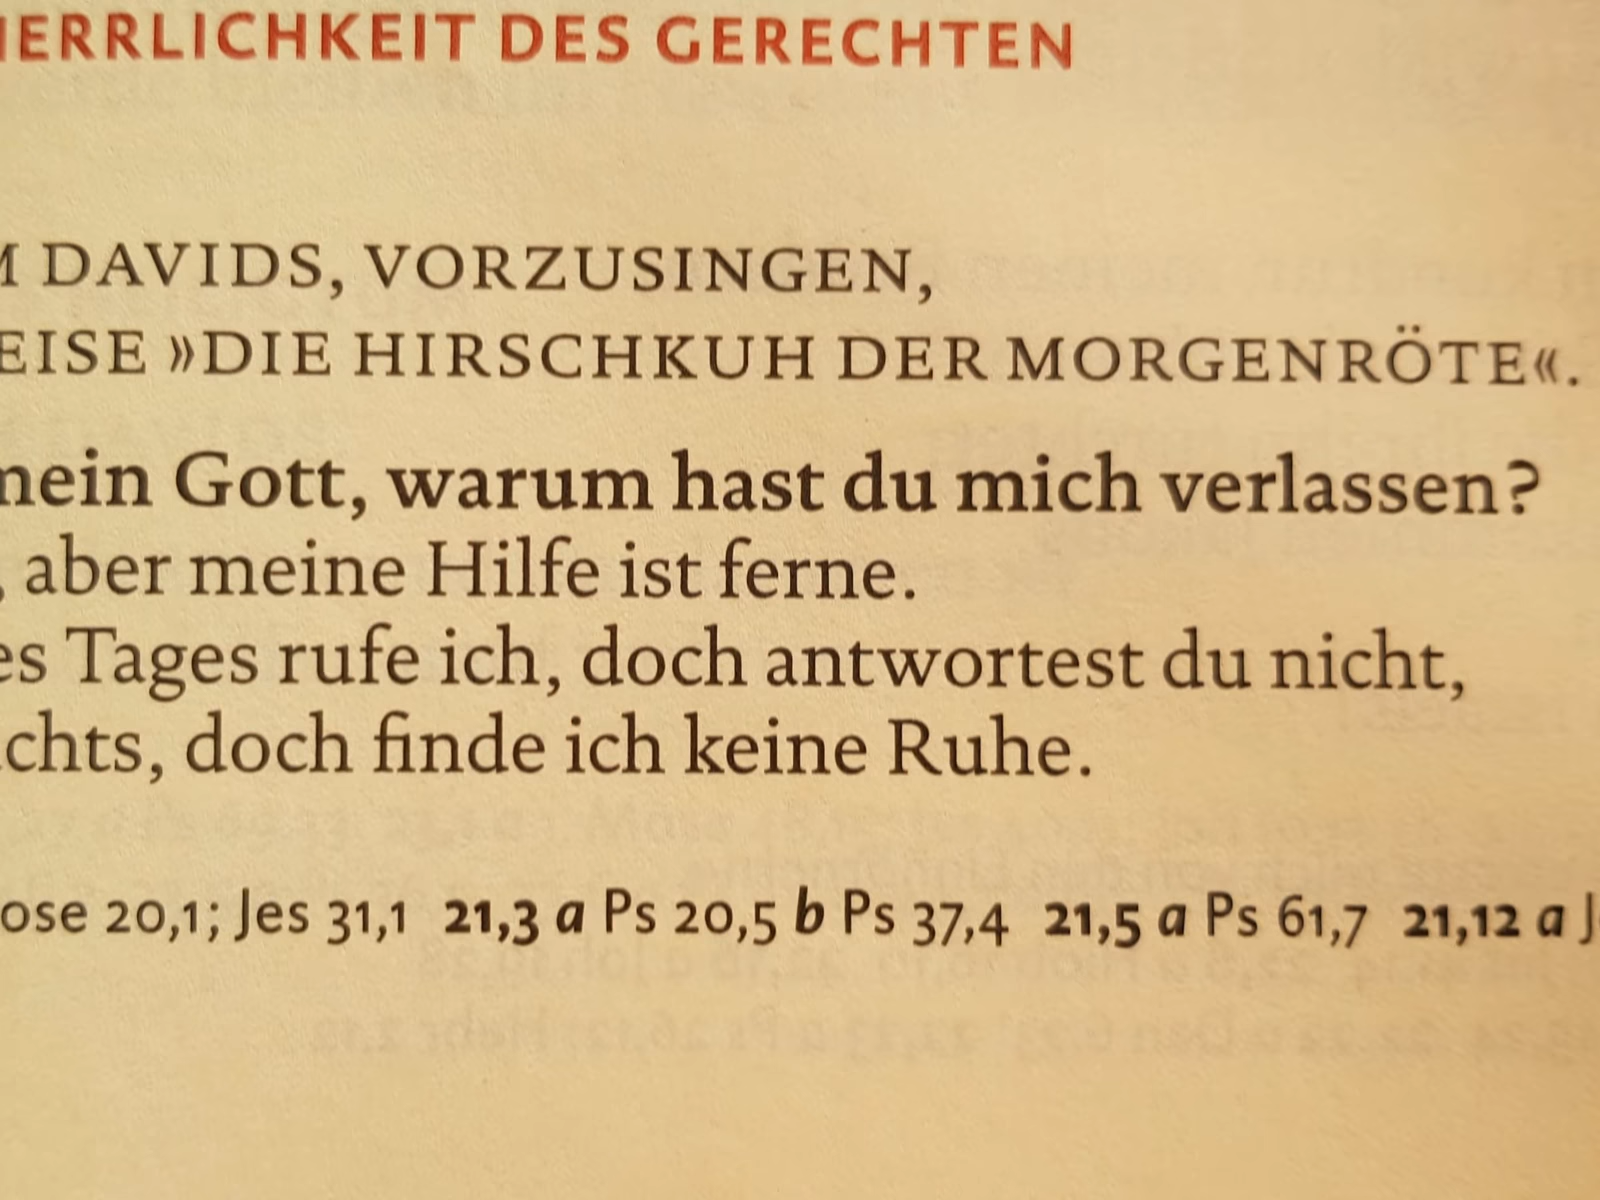 HERRLICHKEIT DES GERECHTEN
M DAVIDS, VORZUSINGEN,
EISE »DIE HIRSCHKUH DER MORGENRÖTE«.
mein Gott, warum hast du mich verlassen?
, aber meine Hilfe ist ferne.
es Tages rufe ich, doch antwortest du nicht,
chts, doch finde ich keine Ruhe.
ose 20,1; Jes 31,1 21,3 a Ps 20,5 b Ps 37,4 21,5 a Ps 61,7 21,12 a J